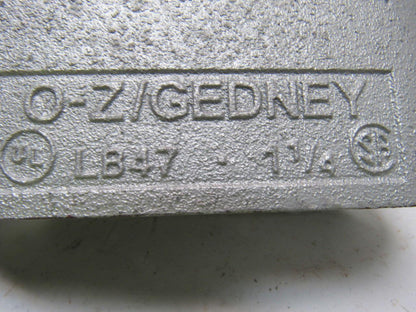 O-Z/GEDNEY
UL LB47 - 1 1/4 SA